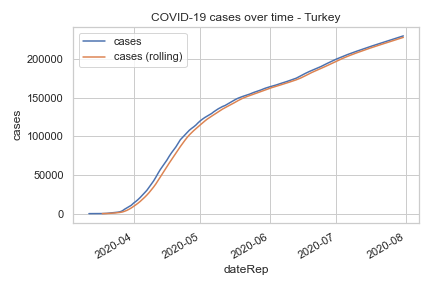 COVID-19 cases over time - Turkey
cases
cases (rolling)
200000
150000
100000
50000
0
cases
2020-04
2020-05
2020-06
2020-07
2020-08
dateRep